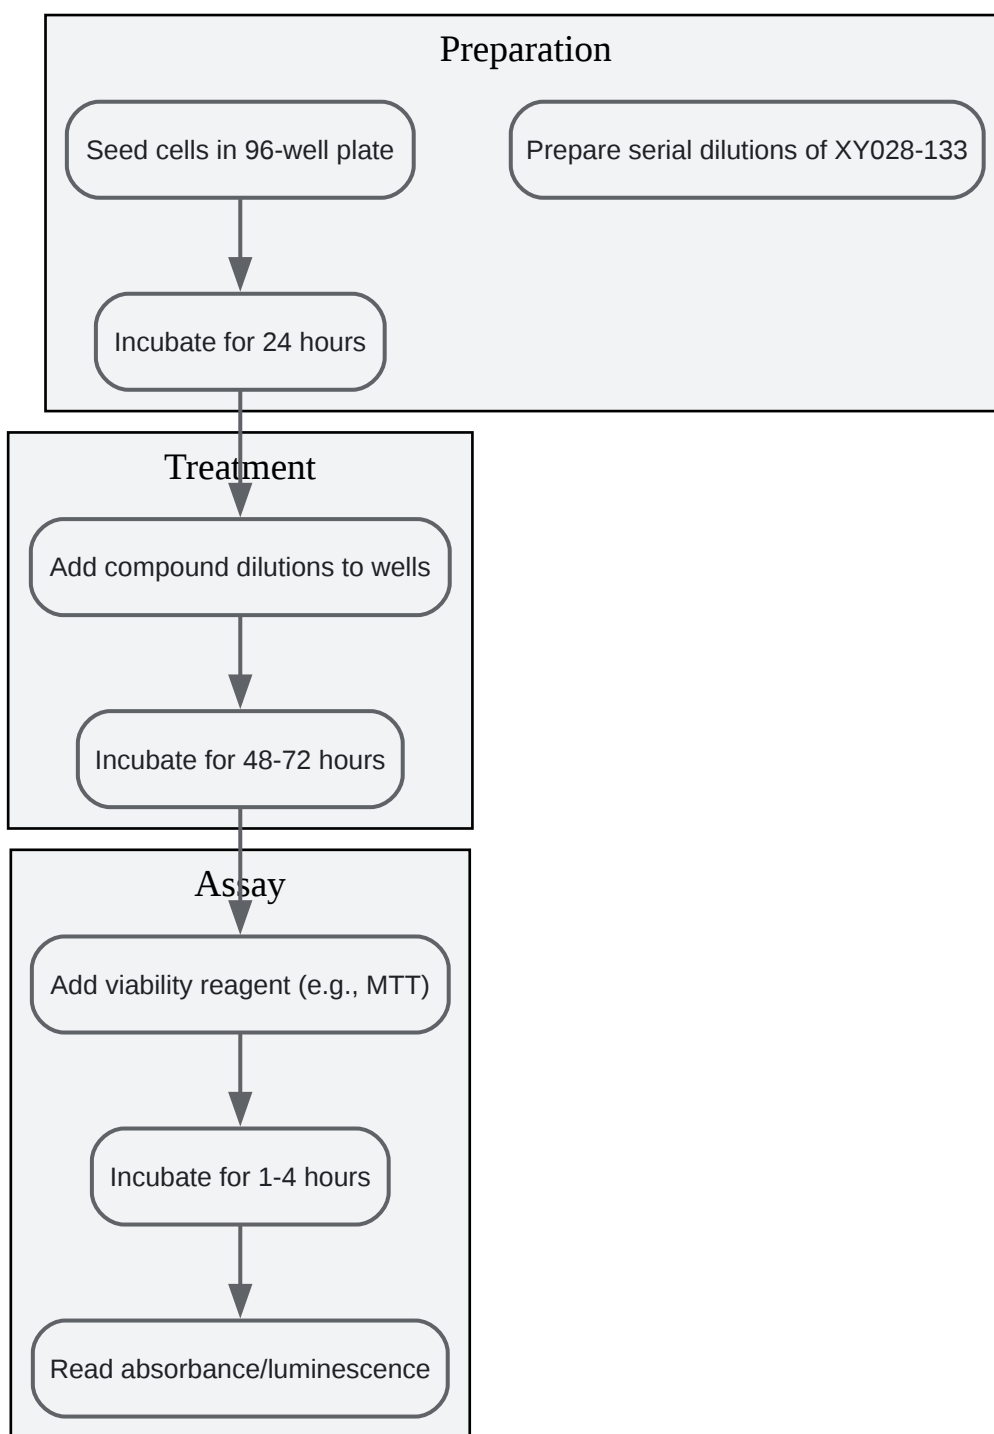 Preparation
Seed cells in 96-well plate
Prepare serial dilutions of XY028-133
Incubate for 24 hours
Treatment
Add compound dilutions to wells
Incubate for 48-72 hours
Assay
Add viability reagent (e.g., MTT)
Incubate for 1-4 hours
Read absorbance/luminescence